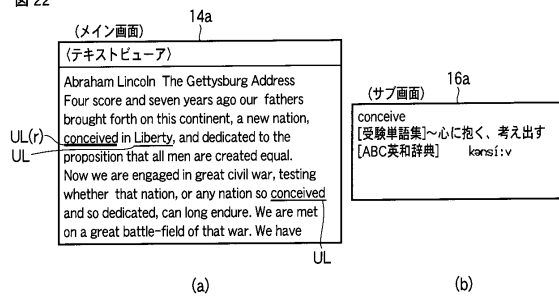 図 22
14a
(メイン画面)
〈テキストビューア〉
Abraham Lincoln The Gettysburg Address
Four score and seven years ago our fathers
brought forth on this continent, a new nation,
conceived in Liberty, and dedicated to the
proposition that all men are created equal.
Now we are engaged in great civil war, testing
whether that nation, or any nation so conceived
and so dedicated, can long endure. We are met
on a great battle-field of that war. We have
UL(r)
UL
UL
(a)
16a
(サブ画面)
conceive
[受験単語集]~心に抱く、考え出す
[ABC英和辞典] kənsíːv
(b)